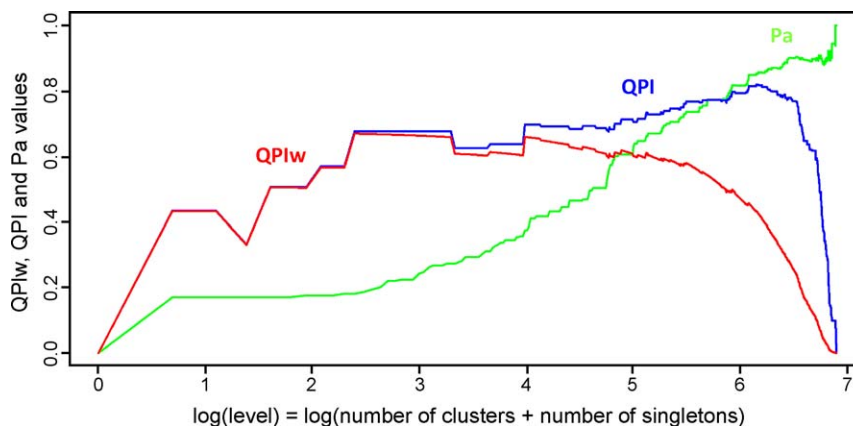 QPIw, QPI and Pa values
1.0
0.8
0.6
0.4
0.2
0.0
Pa
QPI
QPIw
0 1 2 3 4 5 6 7
log(level) = log(number of clusters + number of singletons)